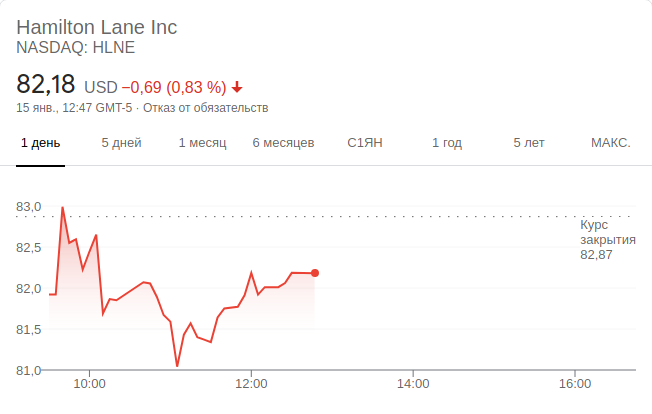 Hamilton Lane Inc
NASDAQ: HLNE
82,18 USD −0,69 (0,83 %)
15 янв., 12:47 GMT-5 · Отказ от обязательств
1 день 5 дней 1 месяц 6 месяцев С1ЯН 1 год 5 лет МАКС.
83,0
Курс
закрытия
82,87
82,5
82,0
81,5
81,0
10:00 12:00 14:00 16:00